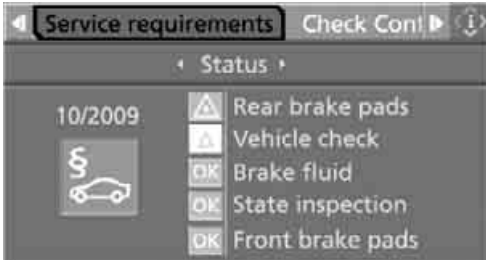 Service requirements Check Cont i
Status
10/2009
§
Rear brake pads
Vehicle check
OK Brake fluid
OK State inspection
OK Front brake pads